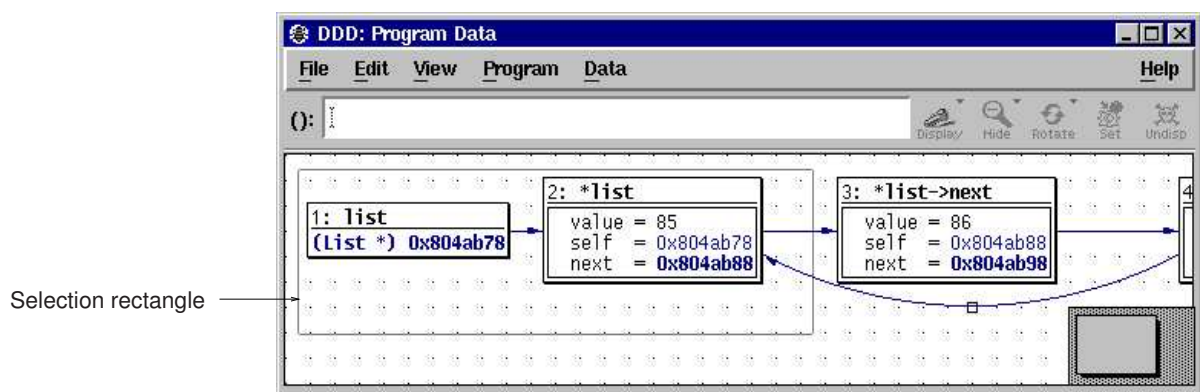 DDD: Program Data
File Edit View Program Data Help
():
Display Hide Rotate Set Undisp
1: list
(List *) 0x804ab78
2: *list
value = 85
self = 0x804ab78
next = 0x804ab88
3: *list->next
value = 86
self = 0x804ab88
next = 0x804ab98
4
Selection rectangle